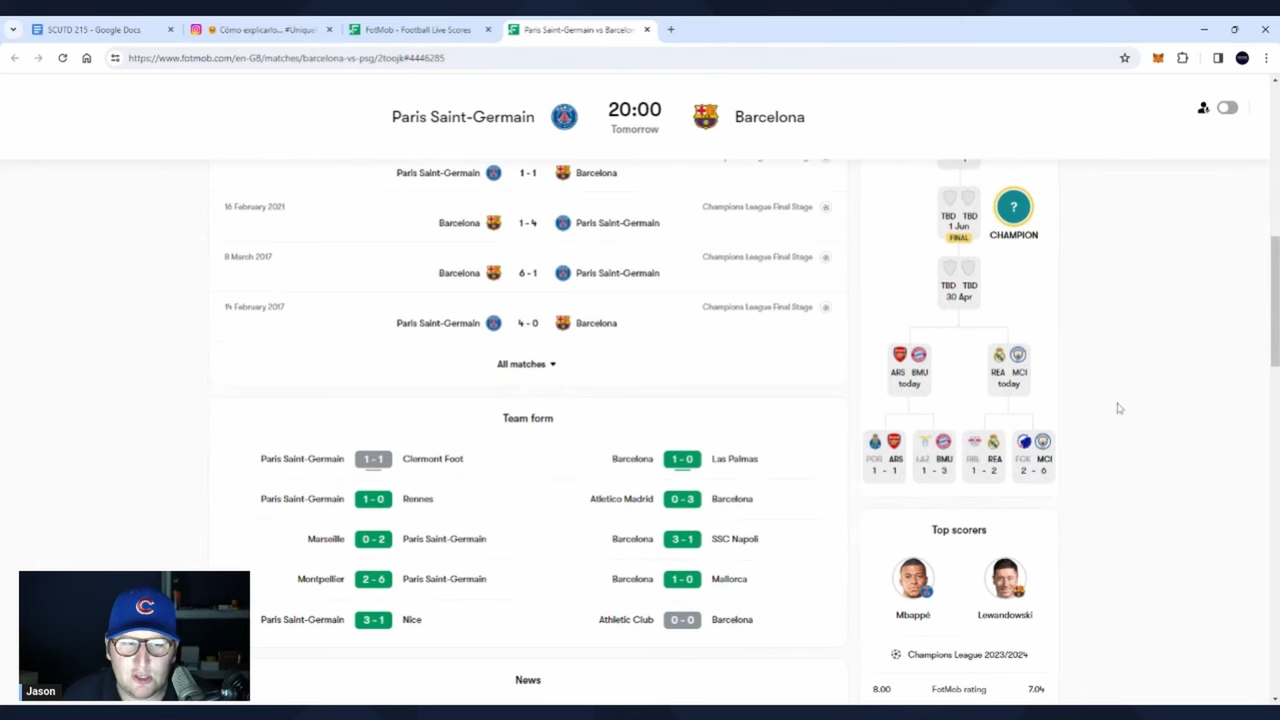 SCUTD 215 - Google Docs
Cómo explicarlo... #Unique
FotMob - Football Live Scores
Paris Saint-Germain vs Barcelon
https://www.fotmob.com/en-GB/matches/barcelona-vs-psg/2toojk#4446285
Paris Saint-Germain 20:00 Barcelona
Tomorrow
Paris Saint-Germain 1 - 1 Barcelona
16 February 2021 Champions League Final Stage
Barcelona 1 - 4 Paris Saint-Germain
8 March 2017 Champions League Final Stage
Barcelona 6 - 1 Paris Saint-Germain
14 February 2017 Champions League Final Stage
Paris Saint-Germain 4 - 0 Barcelona
All matches
Team form
Paris Saint-Germain 1 - 1 Clermont Foot
Barcelona 1 - 0 Las Palmas
Paris Saint-Germain 1 - 0 Rennes
Atletico Madrid 0 - 3 Barcelona
Marseille 0 - 2 Paris Saint-Germain
Barcelona 3 - 1 SSC Napoli
Montpellier 2 - 6 Paris Saint-Germain
Barcelona 1 - 0 Mallorca
Paris Saint-Germain 3 - 1 Nice
Athletic Club 0 - 0 Barcelona
News
TBD TBD
1 Jun
FINAL
?
CHAMPION
TBD TBD
30 Apr
ARS BMU
today
REA MCI
today
POR ARS
1 - 1
LAZ BMU
1 - 3
RBL REA
1 - 2
FCK MCI
2 - 6
Top scorers
Mbappé Lewandowski
Champions League 2023/2024
8.00 FotMob rating 7.04
C
Jason